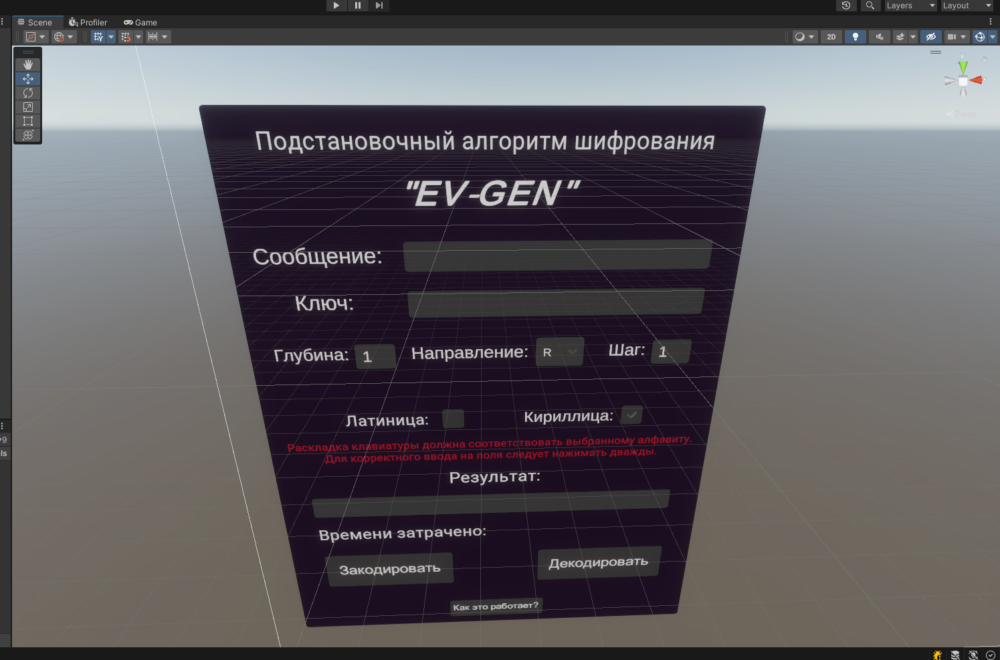 Layers
Layout
Scene
Profiler
Game
2D
y
Persp
Подстановочный алгоритм шифрования
"EV-GEN"
Сообщение:
Ключ:
Глубина: 1
Направление: R
Шаг: 1
Латиница:
Кириллица:
Раскладка клавиатуры должна соответствовать выбранному алфавиту.
Для корректного ввода на поля следует нажимать дважды.
Результат:
Времени затрачено:
Закодировать
Декодировать
Как это работает?